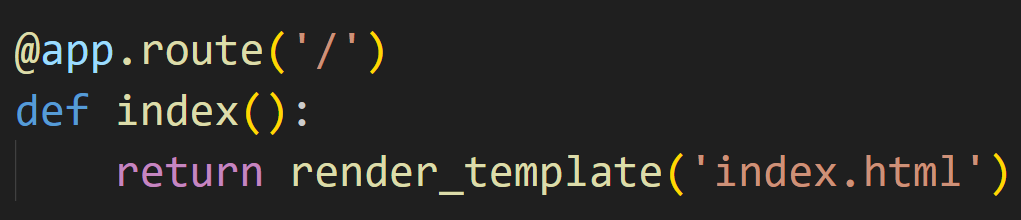 @app.route('/')
def index():
    return render_template('index.html')